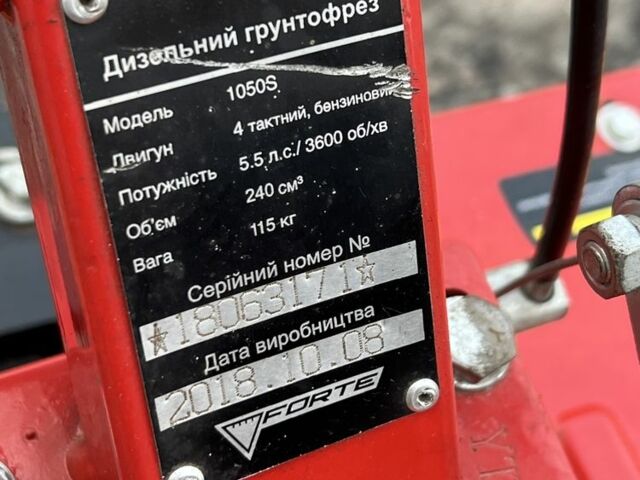 Дизельний ґрунтофрез
Модель 1050S
Двигун 4 тактний, бензиновий
Потужність 5.5 л.с./ 3600 об/хв
Об'єм 240 см³
Вага 115 кг
Серійний номер №
☆18063171☆
Дата виробництва
2018.10.08
FORTE